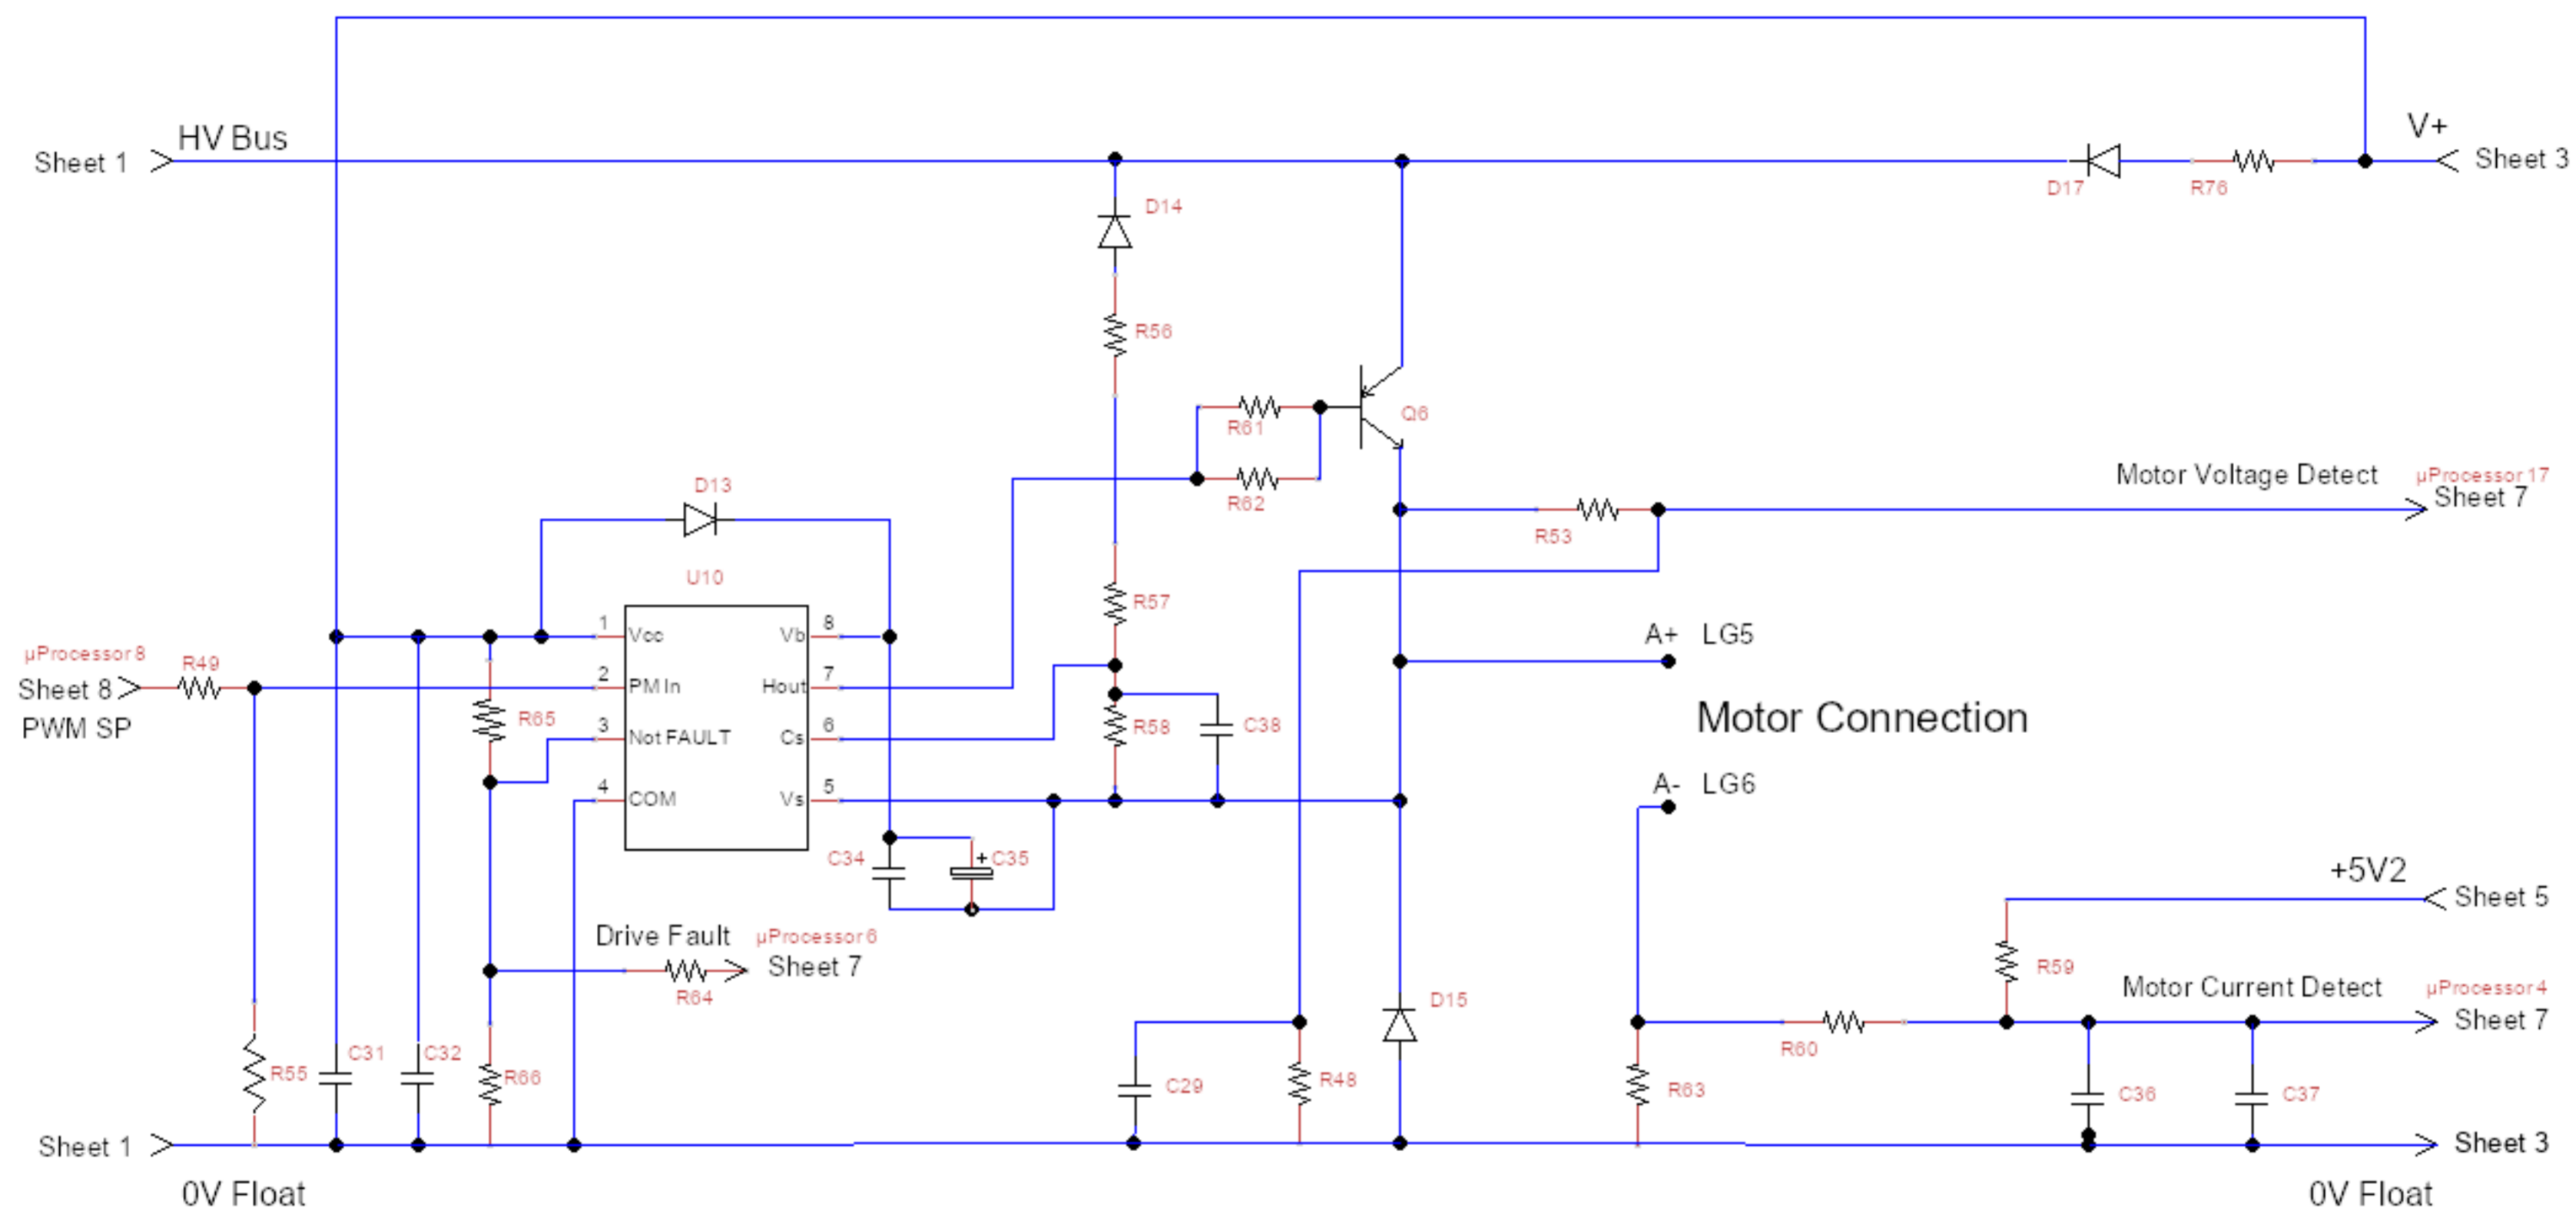 HV Bus
Sheet 1
V+
Sheet 3
D17
R76
D14
R56
R61
Q6
R62
Motor Voltage Detect
µProcessor 17
Sheet 7
D13
R53
U10
R57
A+ LG5
1 Vcc
Vb 8
µProcessor 8
R49
Sheet 8
PWM SP
2 PM In
Hout 7
R65
R58
C38
Motor Connection
3 Not FAULT
Cs 6
A- LG6
4 COM
Vs 5
C34
+ C35
+5V2
Sheet 5
Drive Fault
µProcessor 6
Sheet 7
R64
R59
Motor Current Detect
µProcessor 4
Sheet 7
D15
R60
R55
C31
C32
R66
C29
R48
R63
C36
C37
Sheet 1
Sheet 3
0V Float
0V Float